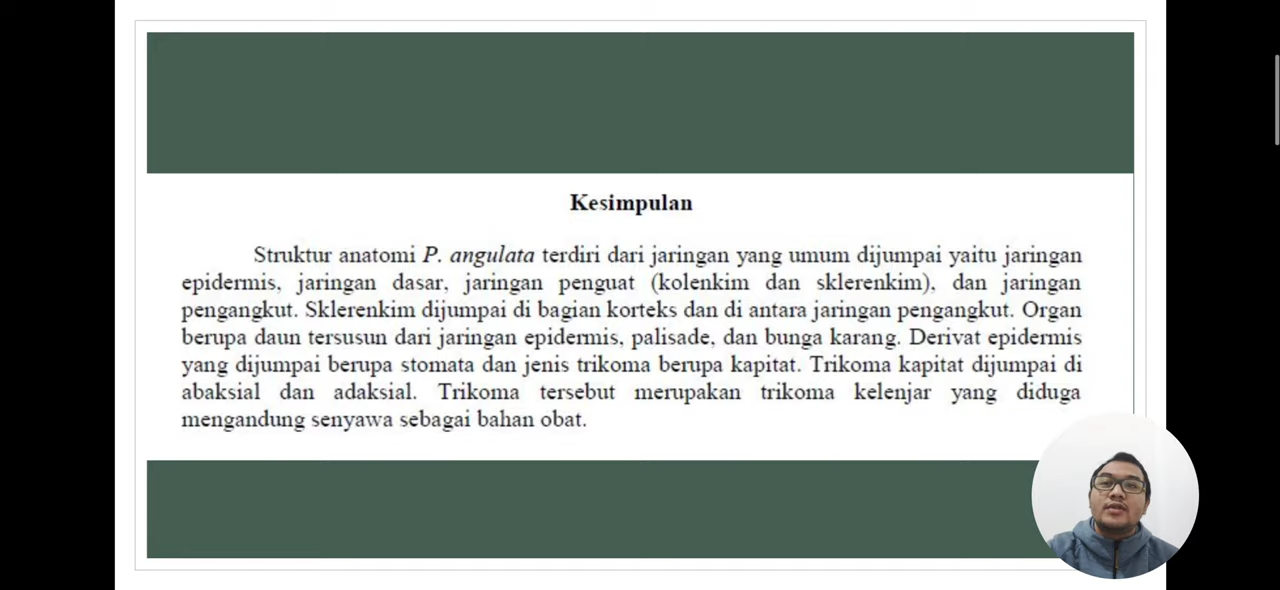 Kesimpulan
Struktur anatomi P. angulata terdiri dari jaringan yang umum dijumpai yaitu jaringan
epidermis, jaringan dasar, jaringan penguat (kolenkim dan sklerenkim), dan jaringan
pengangkut. Sklerenkim dijumpai di bagian korteks dan di antara jaringan pengangkut. Organ
berupa daun tersusun dari jaringan epidermis, palisade, dan bunga karang. Derivat epidermis
yang dijumpai berupa stomata dan jenis trikoma berupa kapitat. Trikoma kapitat dijumpai di
abaksial dan adaksial. Trikoma tersebut merupakan trikoma kelenjar yang diduga
mengandung senyawa sebagai bahan obat.